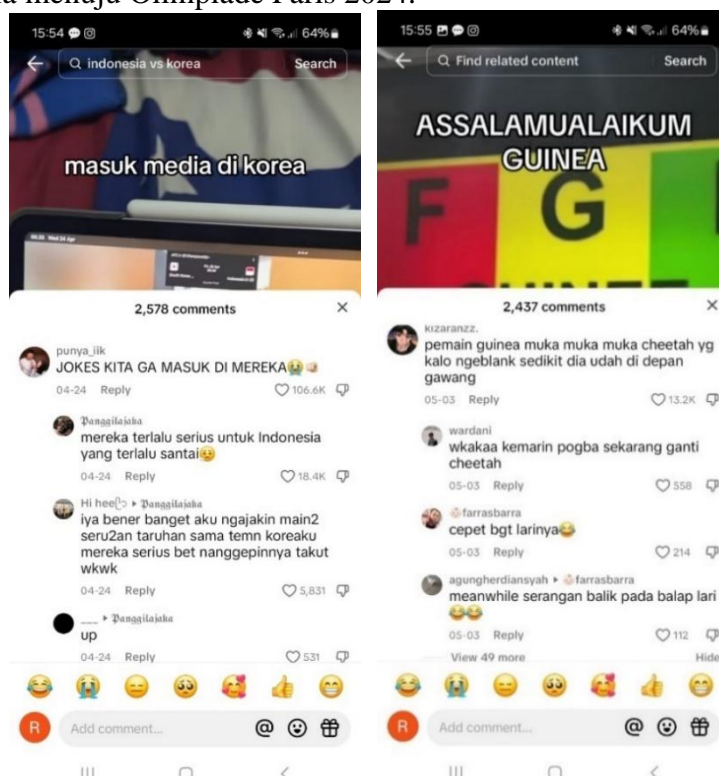 menuju Olimpiade Paris 2024.
15:54
64%
indonesia vs korea
Search
masuk media di korea
2,578 comments
punya_iik
JOKES KITA GA MASUK DI MEREKA😭🤜🏼
04-24 Reply
106.6K
Panggilajaka
mereka terlalu serius untuk Indonesia
yang terlalu santai😥
04-24 Reply
18.4K
Hi hee ▸ Panggilajaka
iya bener banget aku ngajakin main2
seru2an taruhan sama temn koreaku
mereka serius bet nanggepinnya takut
wkwk
04-24 Reply
5,831
___ ▸ Panggilajaka
up
04-24 Reply
531
R
Add comment...
15:55
64%
Find related content
Search
ASSALAMUALAIKUM
GUINEA
F G
2,437 comments
kizaranzz.
pemain guinea muka muka muka cheetah yg
kalo ngeblank sedikit dia udah di depan
gawang
05-03 Reply
13.2K
wardani
wkakaa kemarin pogba sekarang ganti
cheetah
05-03 Reply
558
farrasbarra
cepet bgt larinya😂
05-03 Reply
214
agungherdiansyah ▸ farrasbarra
meanwhile serangan balik pada balap lari
😂😂
05-03 Reply
112
View 49 more
Hide
R
Add comment...